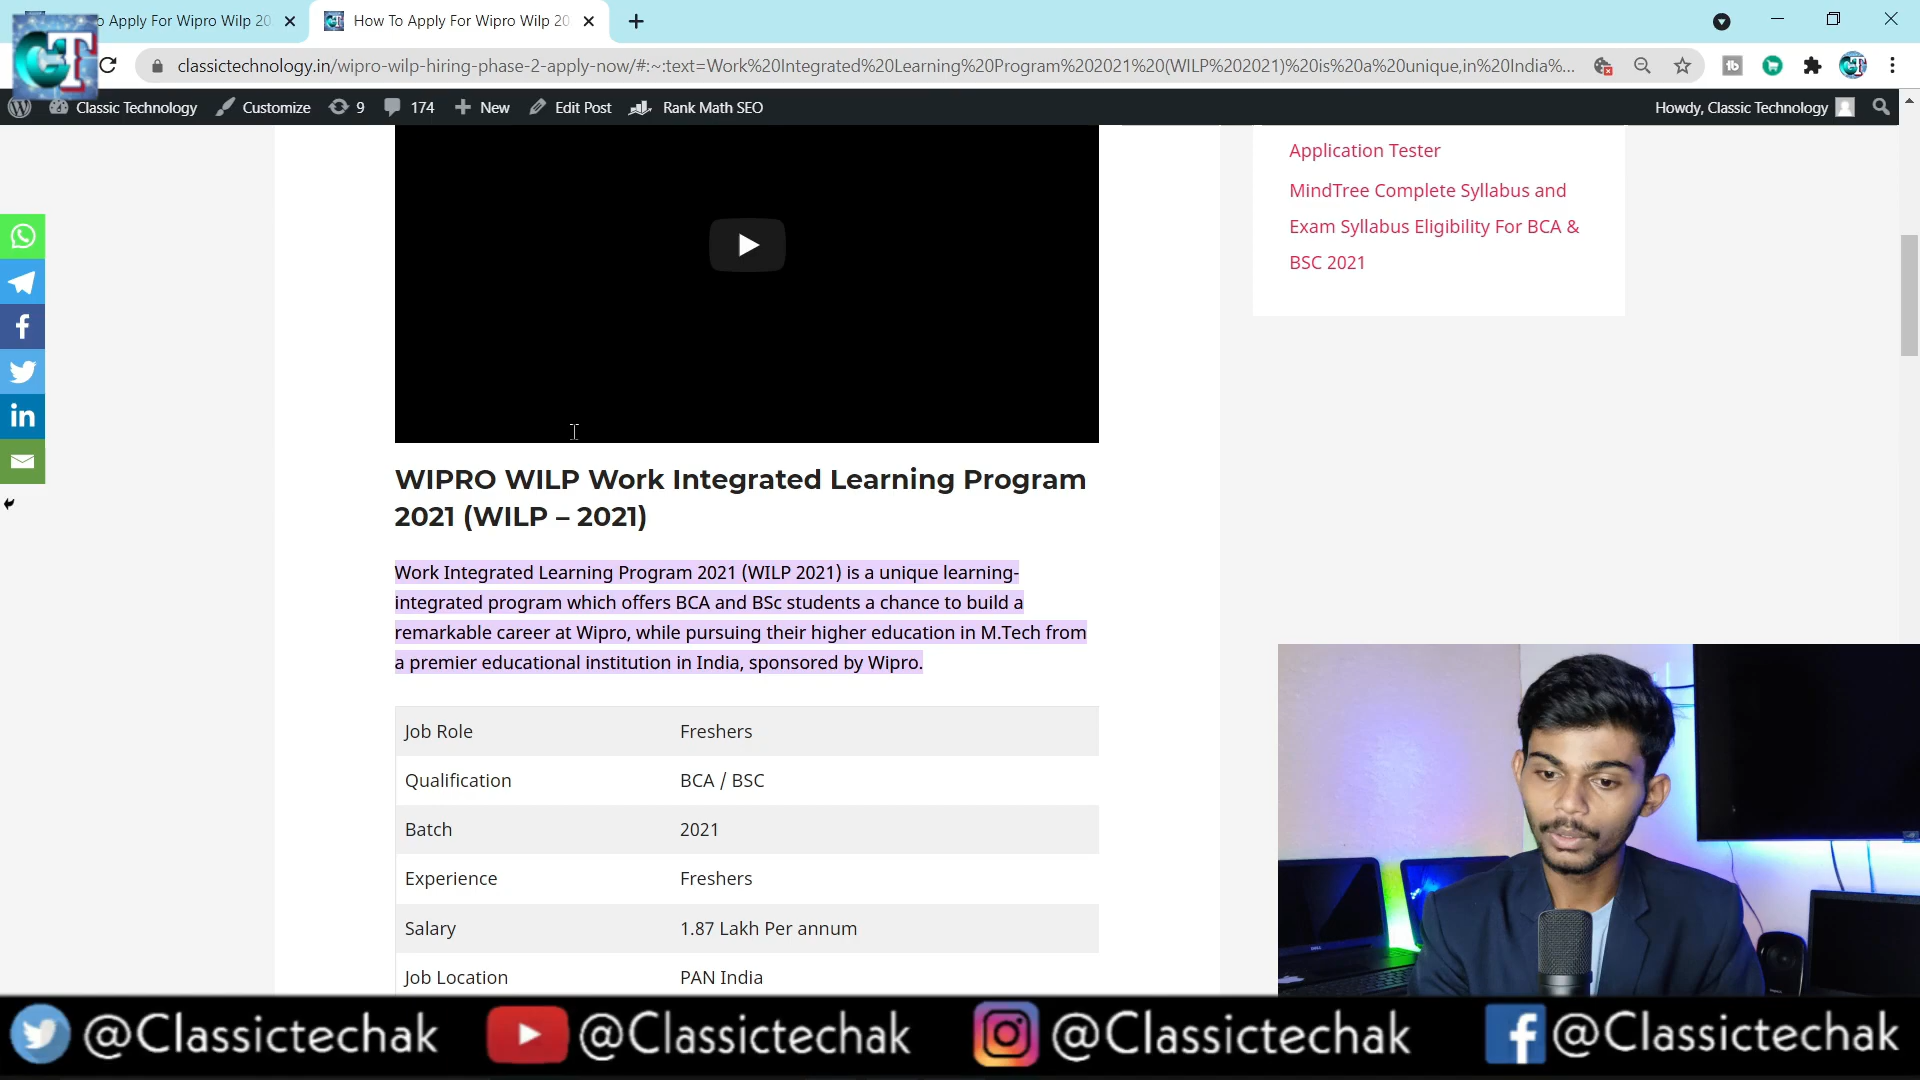 o Apply For Wipro Wilp 20
How To Apply For Wipro Wilp 20
CT
classictechnology.in/wipro-wilp-hiring-phase-2-apply-now/#:~:text=Work%20Integrated%20Learning%20Program%202021%20(WILP%202021)%20is%20a%20unique,in%20India%...
Classic Technology
Customize
9
174
New
Edit Post
Rank Math SEO
Howdy, Classic Technology
Application Tester
MindTree Complete Syllabus and
Exam Syllabus Eligibility For BCA &
BSC 2021
WIPRO WILP Work Integrated Learning Program
2021 (WILP – 2021)
Work Integrated Learning Program 2021 (WILP 2021) is a unique learning-
integrated program which offers BCA and BSc students a chance to build a
remarkable career at Wipro, while pursuing their higher education in M.Tech from
a premier educational institution in India, sponsored by Wipro.
Job Role Freshers
Qualification BCA / BSC
Batch 2021
Experience Freshers
Salary 1.87 Lakh Per annum
Job Location PAN India
@Classictechak @Classictechak @Classictechak @Classictechak